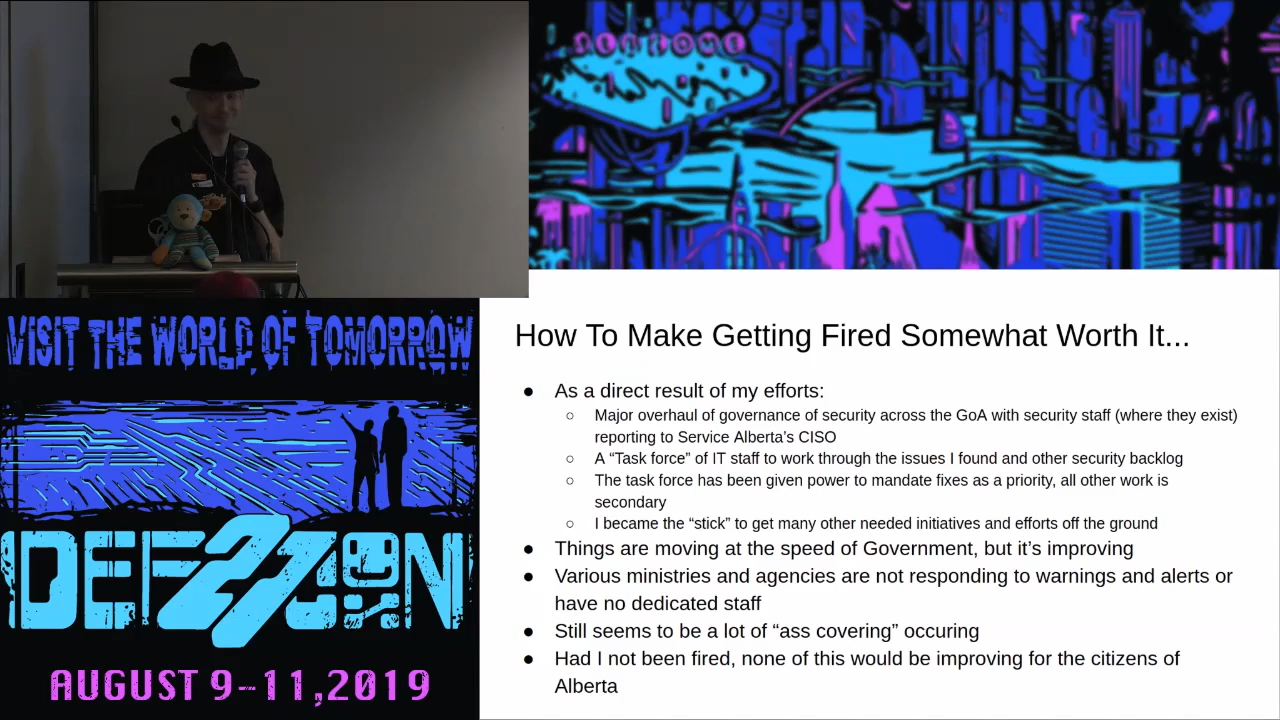 WELCOME
VISIT THE WORLD OF TOMORROW
DEF 27 CON
AUGUST 9-11,2019
How To Make Getting Fired Somewhat Worth It...
● As a direct result of my efforts:
○ Major overhaul of governance of security across the GoA with security staff (where they exist)
reporting to Service Alberta's CISO
○ A “Task force” of IT staff to work through the issues I found and other security backlog
○ The task force has been given power to mandate fixes as a priority, all other work is
secondary
○ I became the “stick” to get many other needed initiatives and efforts off the ground
● Things are moving at the speed of Government, but it's improving
● Various ministries and agencies are not responding to warnings and alerts or
have no dedicated staff
● Still seems to be a lot of “ass covering” occuring
● Had I not been fired, none of this would be improving for the citizens of
Alberta